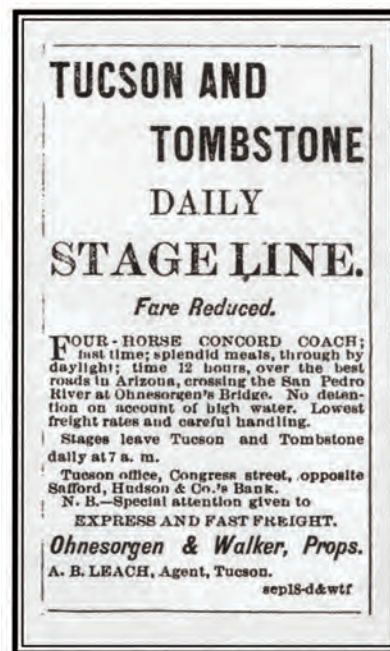 TUCSON AND
TOMBSTONE
DAILY
STAGE LINE.
Fare Reduced.
FOUR-HORSE CONCORD COACH;
fast time; splendid meals, through by
daylight; time 12 hours, over the best
roads in Arizona, crossing the San Pedro
River at Ohnesorgen's Bridge. No deten-
tion on account of high water. Lowest
freight rates and careful handling.
Stages leave Tucson and Tombstone
daily at 7 a. m.
Tucson office, Congress street, opposite
Safford, Hudson & Co.'s Bank.
N. B.—Special attention given to
EXPRESS AND FAST FREIGHT.
Ohnesorgen & Walker, Props.
A. B. LEACH, Agent, Tucson.
sep18-d&wtf